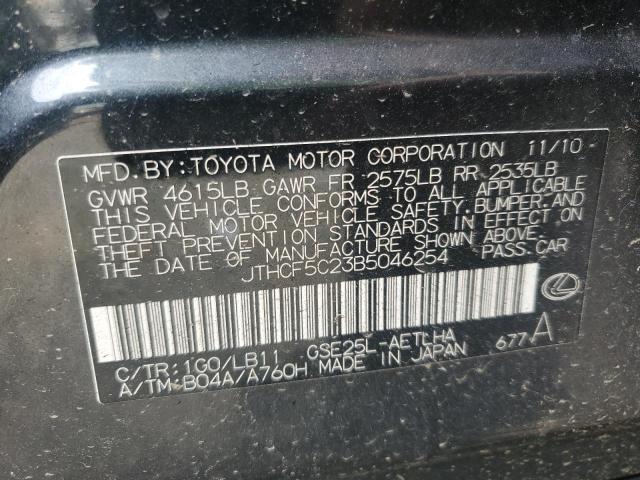 MFD. BY: TOYOTA MOTOR CORPORATION 11/10
GVWR 4615LB GAWR FR 2575LB RR 2535LB
THIS VEHICLE CONFORMS TO ALL APPLICABLE
FEDERAL MOTOR VEHICLE SAFETY, BUMPER, AND
THEFT PREVENTION STANDARDS IN EFFECT ON
THE DATE OF MANUFACTURE SHOWN ABOVE.
JTHCF5C23B5046254 PASS. CAR
C/TR: 1G0/LB11 GSE25L-AETLHA 677 A
A/TM: B04A/A760H MADE IN JAPAN